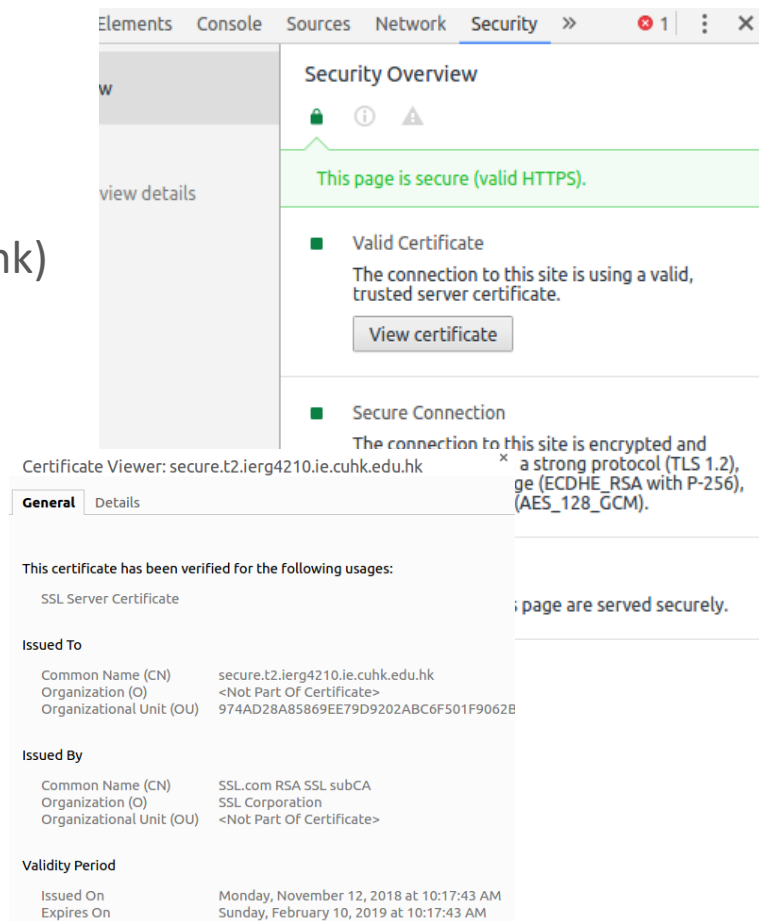 Elements Console Sources Network Security » 1
Security Overview
view details
This page is secure (valid HTTPS).
nk)
Valid Certificate
The connection to this site is using a valid,
trusted server certificate.
View certificate
Secure Connection
The connection to this site is encrypted and
a strong protocol (TLS 1.2),
ge (ECDHE_RSA with P-256),
(AES_128_GCM).
s page are served securely.
Certificate Viewer: secure.t2.ierg4210.ie.cuhk.edu.hk ×
General Details
This certificate has been verified for the following usages:
SSL Server Certificate
Issued To
Common Name (CN) secure.t2.ierg4210.ie.cuhk.edu.hk
Organization (O) <Not Part Of Certificate>
Organizational Unit (OU) 974AD28A85869EE79D9202ABC6F501F9062B
Issued By
Common Name (CN) SSL.com RSA SSL subCA
Organization (O) SSL Corporation
Organizational Unit (OU) <Not Part Of Certificate>
Validity Period
Issued On Monday, November 12, 2018 at 10:17:43 AM
Expires On Sunday, February 10, 2019 at 10:17:43 AM